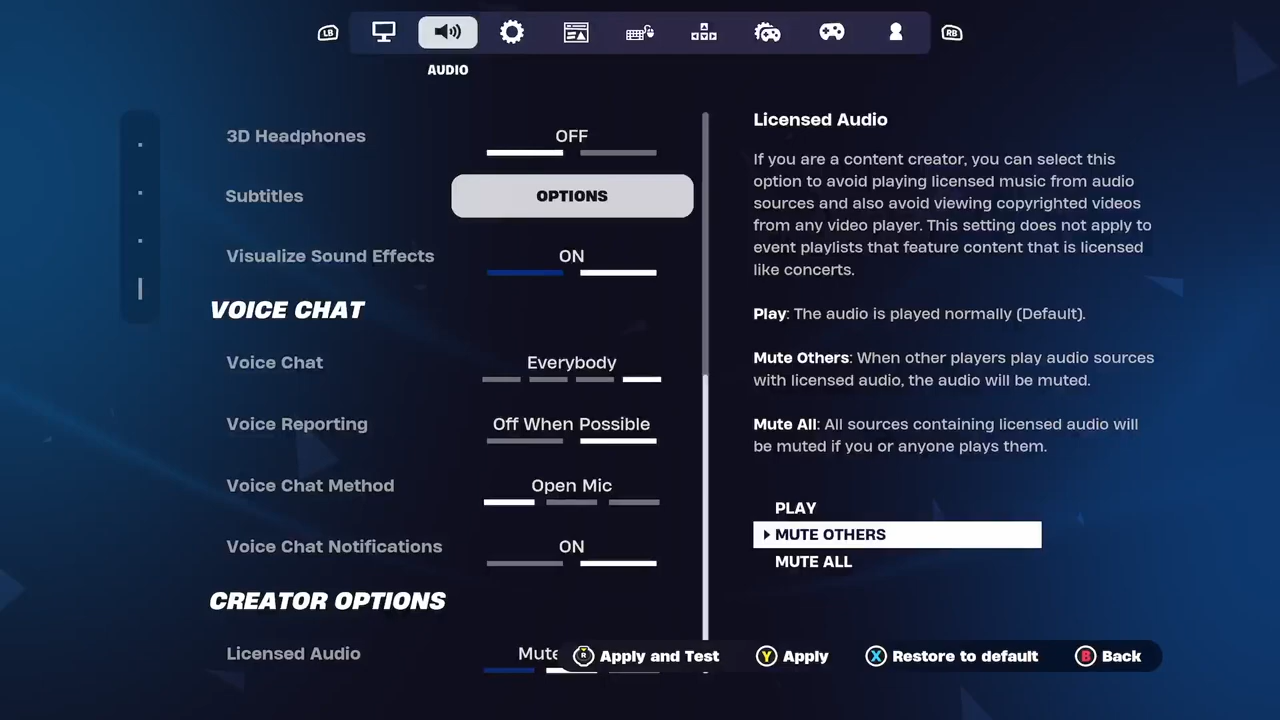 LB
RB
AUDIO
3D Headphones
OFF
Subtitles
OPTIONS
Visualize Sound Effects
ON
VOICE CHAT
Voice Chat
Everybody
Voice Reporting
Off When Possible
Voice Chat Method
Open Mic
Voice Chat Notifications
ON
CREATOR OPTIONS
Licensed Audio
Mute
Licensed Audio
If you are a content creator, you can select this
option to avoid playing licensed music from audio
sources and also avoid viewing copyrighted videos
from any video player. This setting does not apply to
event playlists that feature content that is licensed
like concerts.
Play: The audio is played normally (Default).
Mute Others: When other players play audio sources
with licensed audio, the audio will be muted.
Mute All: All sources containing licensed audio will
be muted if you or anyone plays them.
PLAY
MUTE OTHERS
MUTE ALL
R Apply and Test
Y Apply
X Restore to default
B Back